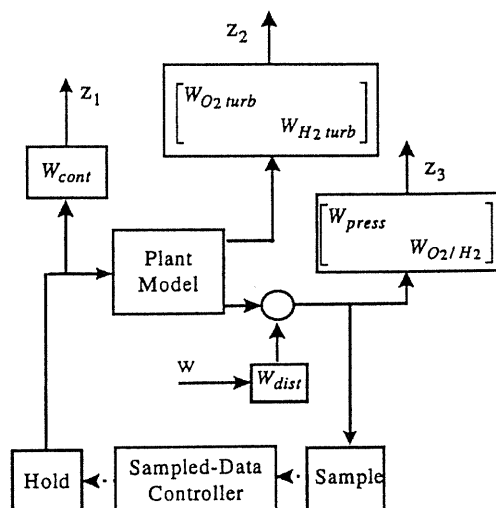 z2
z1
W_O2 turb
W_H2 turb
W_cont
z3
W_press
W_O2/H2
Plant
Model
w
W_dist
Hold
Sampled-Data
Controller
Sample